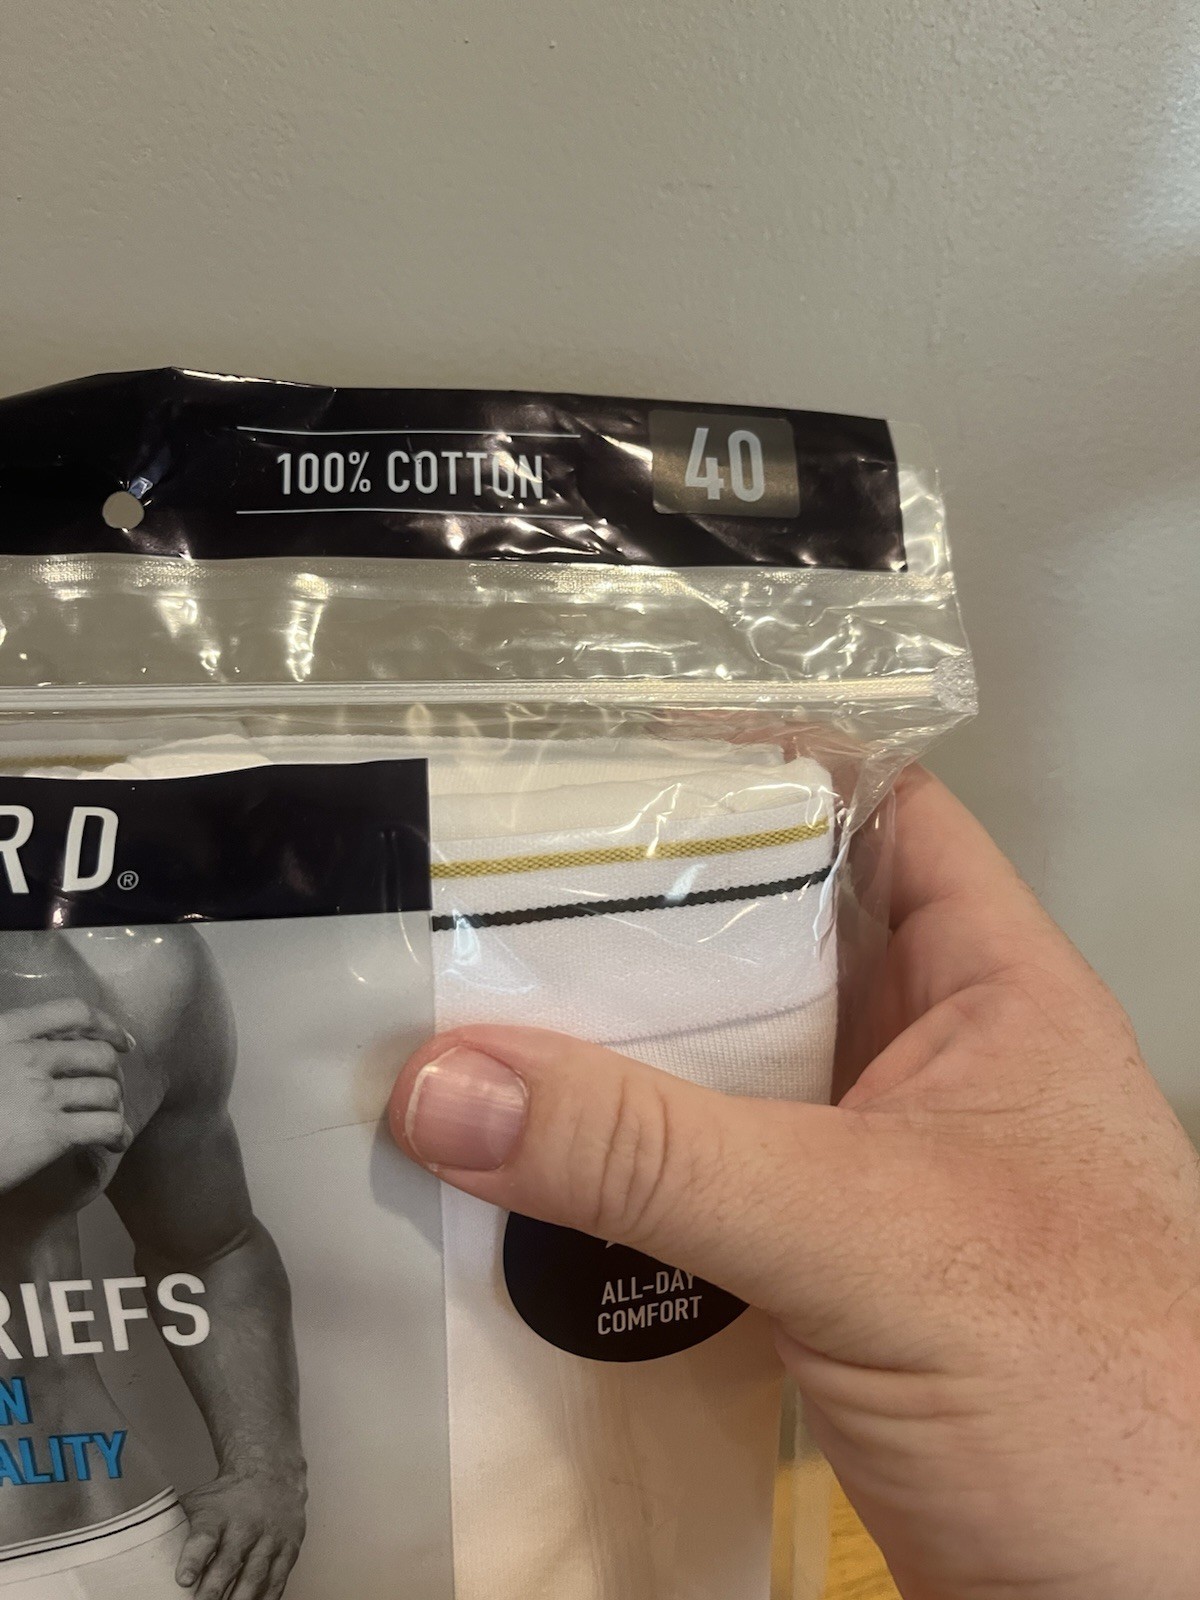 100% COTTON
40
RD®
RIEFS
N
ALITY
ALL-DAY
COMFORT